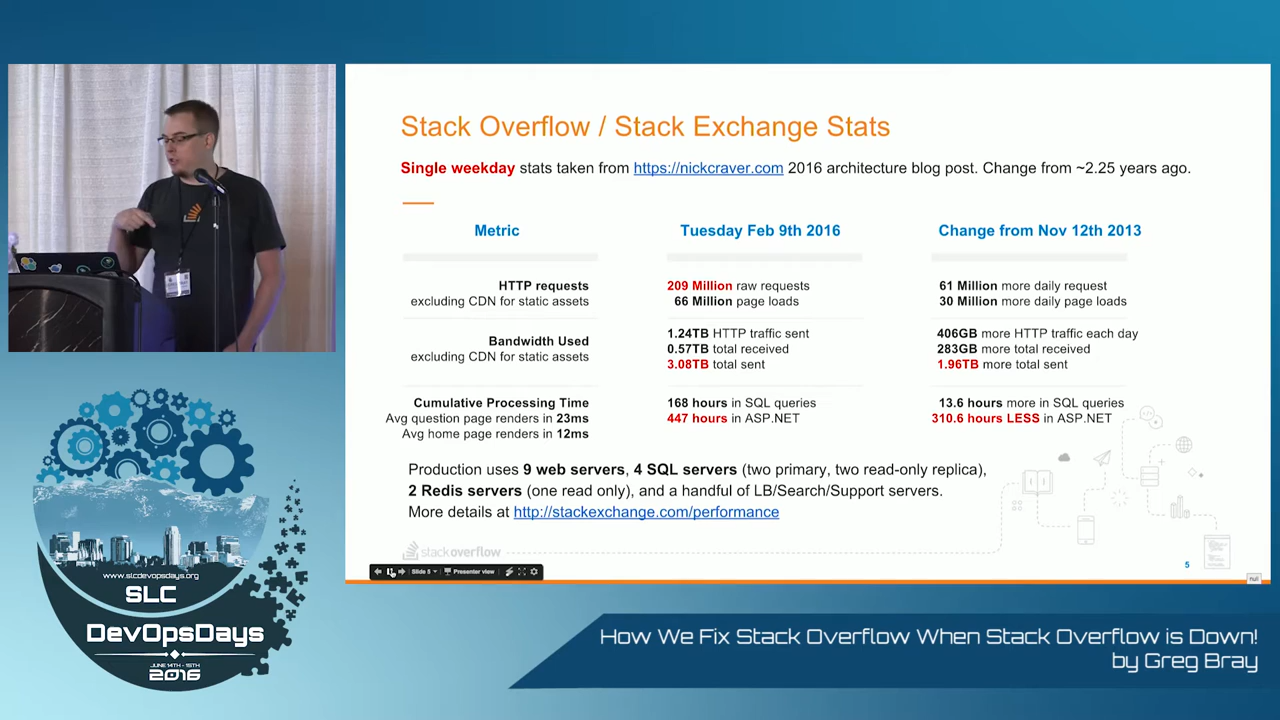 Stack Overflow / Stack Exchange Stats
Single weekday stats taken from https://nickcraver.com 2016 architecture blog post. Change from ~2.25 years ago.
Metric
Tuesday Feb 9th 2016
Change from Nov 12th 2013
HTTP requests
excluding CDN for static assets
209 Million raw requests
66 Million page loads
61 Million more daily request
30 Million more daily page loads
Bandwidth Used
excluding CDN for static assets
1.24TB HTTP traffic sent
0.57TB total received
3.08TB total sent
406GB more HTTP traffic each day
283GB more total received
1.96TB more total sent
Cumulative Processing Time
Avg question page renders in 23ms
Avg home page renders in 12ms
168 hours in SQL queries
447 hours in ASP.NET
13.6 hours more in SQL queries
310.6 hours LESS in ASP.NET
Production uses 9 web servers, 4 SQL servers (two primary, two read-only replica),
2 Redis servers (one read only), and a handful of LB/Search/Support servers.
More details at http://stackexchange.com/performance
stackoverflow
5
Slide 5
Presenter view
null
www.slcdevopsdays.org
SLC
DevOpsDays
JUNE 14TH - 15TH
2016
How We Fix Stack Overflow When Stack Overflow is Down!
by Greg Bray